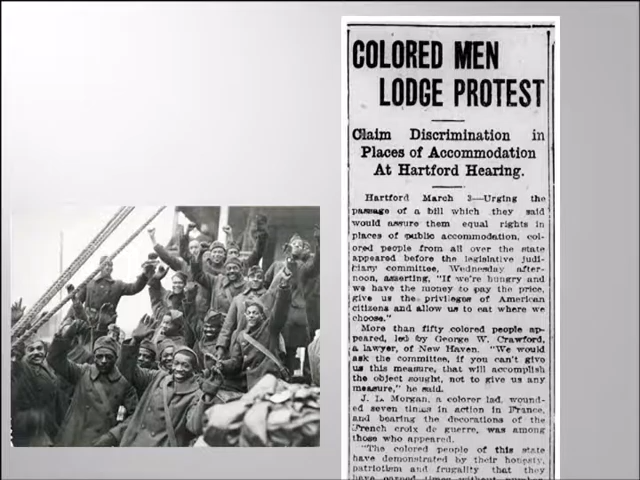 COLORED MEN
LODGE PROTEST
Claim Discrimination in
Places of Accommodation
At Hartford Hearing.
Hartford March 3—Urging the
passage of a bill which they said
would assure them equal rights in
places of public accommodation, col-
ored people from all over the state
appeared before the legislative judi-
ciary committee, Wednesday after-
noon, asserting, "If we're hungry and
we have the money to pay the price,
give us the privileges of American
citizens and allow us to eat where we
choose."
More than fifty colored people ap-
peared, led by George W. Crawford,
a lawyer, of New Haven. "We would
ask the committee, if you can't give
us this measure, that will accomplish
the object sought, not to give us any
measure," he said.
J. L. Morgan, a colorer lad, wound-
ed seven times in action in France,
and bearing the decorations of the
French croix de guerre, was among
those who appeared.
"The colored people of this state
have demonstrated by their honesty,
patriotism and frugality that they
have earned times without number